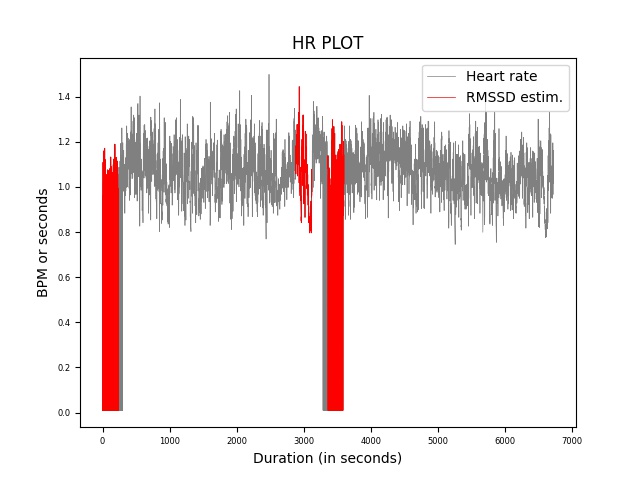 HR PLOT
Heart rate
RMSSD estim.
BPM or seconds
1.4
1.2
1.0
0.8
0.6
0.4
0.2
0.0
0 1000 2000 3000 4000 5000 6000 7000
Duration (in seconds)